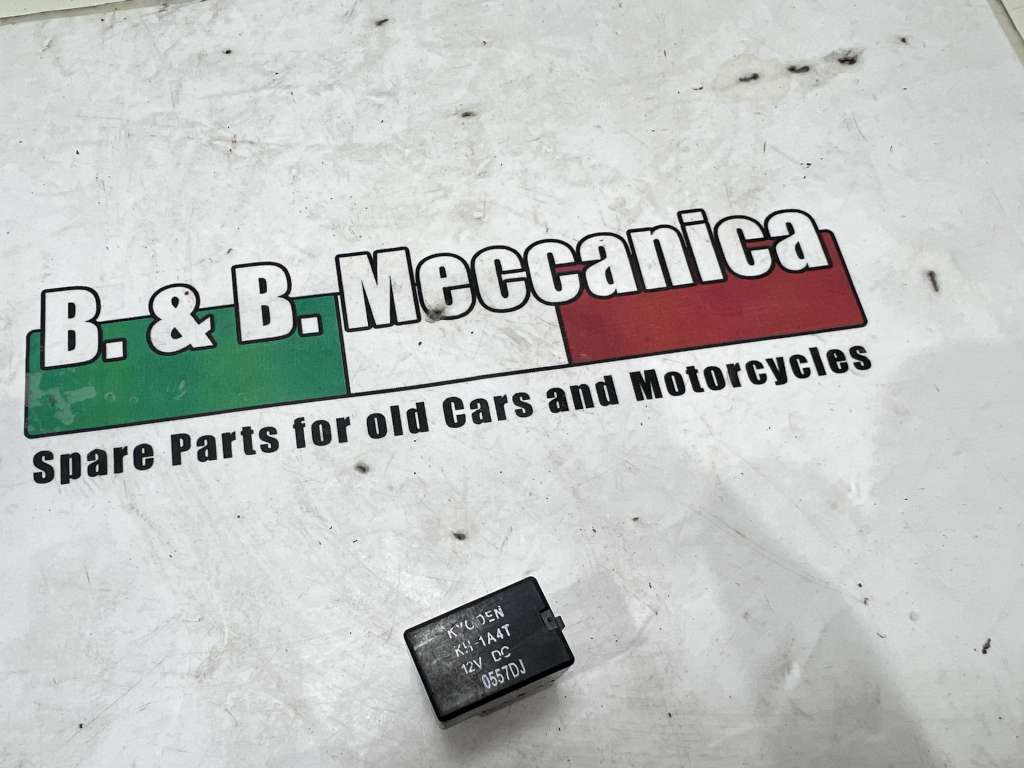 B. & B. Meccanica
Spare Parts for old Cars and Motorcycles
KYODEN
KH-1A4T
12V DC
0557DJ